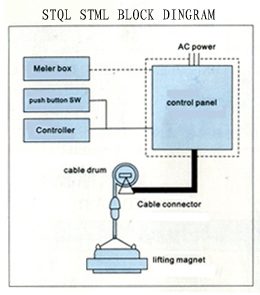 STQL STML BLOCK DINGRAM
AC power
Meler box
push button SW
control panel
Controller
cable drum
Cable connector
lifting magnet